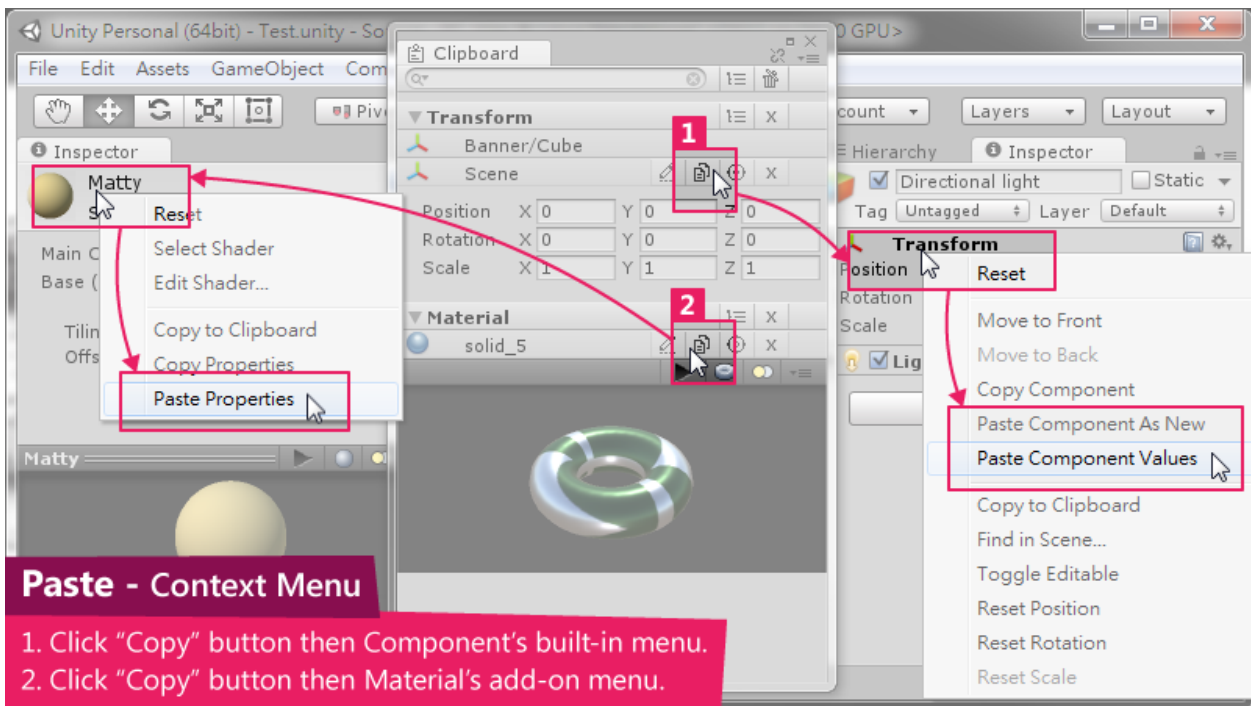 Unity Personal (64bit) - Test.unity - So
0 GPU>
File Edit Assets GameObject Com
Clipboard
Pive
count
Layers
Layout
Inspector
Matty
Reset
Select Shader
Edit Shader...
Copy to Clipboard
Copy Properties
Paste Properties
Main C
Base (
Tilin
Offs
Matty
Transform
X
1
Banner/Cube
Scene
X
Position X 0 Y 0 Z 0
Rotation X 0 Y 0 Z 0
Scale X 1 Y 1 Z 1
2
Material
X
solid_5
X
Hierarchy
Inspector
Directional light
Static
Tag Untagged Layer Default
Transform
Position
Rotation
Scale
Lig
Reset
Move to Front
Move to Back
Copy Component
Paste Component As New
Paste Component Values
Copy to Clipboard
Find in Scene...
Toggle Editable
Reset Position
Reset Rotation
Reset Scale
Paste - Context Menu
1. Click “Copy” button then Component's built-in menu.
2. Click “Copy” button then Material's add-on menu.